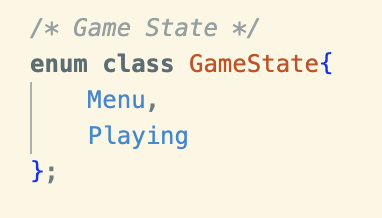 /* Game State */
enum class GameState{
    Menu,
    Playing
};